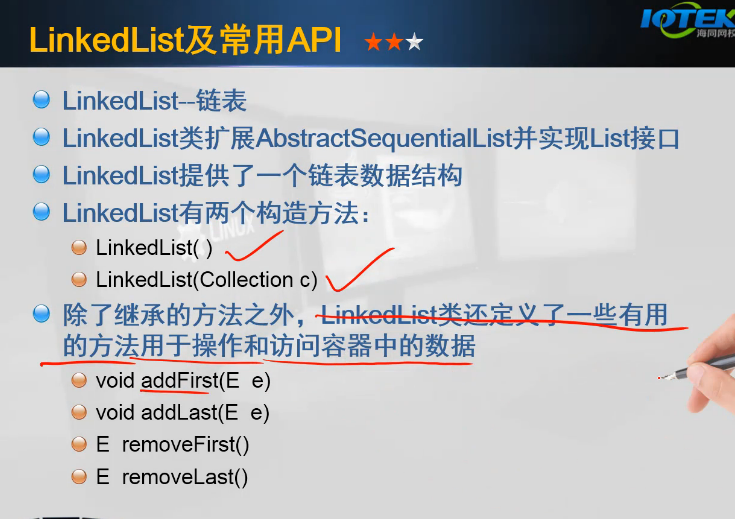 LinkedList及常用API
IOTEK
海同网校
LinkedList--链表
LinkedList类扩展AbstractSequentialList并实现List接口
LinkedList提供了一个链表数据结构
LinkedList有两个构造方法：
LinkedList( )
LinkedList(Collection c)
除了继承的方法之外，LinkedList类还定义了一些有用
的方法用于操作和访问容器中的数据
void addFirst(E e)
void addLast(E e)
E removeFirst()
E removeLast()
LINUX